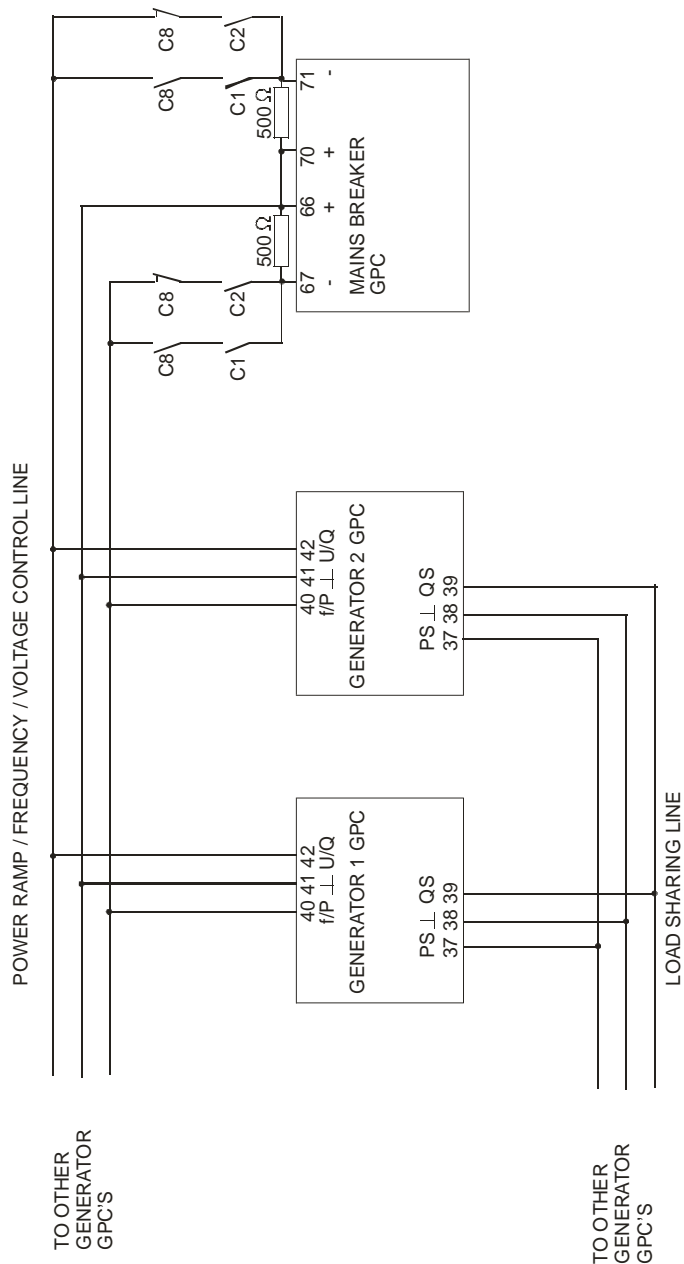 POWER RAMP / FREQUENCY / VOLTAGE CONTROL LINE
TO OTHER
GENERATOR
GPC'S
40 41 42
f/P ⊥ U/Q
GENERATOR 1 GPC
PS ⊥ QS
37 38 39
40 41 42
f/P ⊥ U/Q
GENERATOR 2 GPC
PS ⊥ QS
37 38 39
C8
C8
C8
C8
C1
C2
C1
C2
500 Ω
500 Ω
67 66 70 71
- + + -
MAINS BREAKER
GPC
TO OTHER
GENERATOR
GPC'S
LOAD SHARING LINE